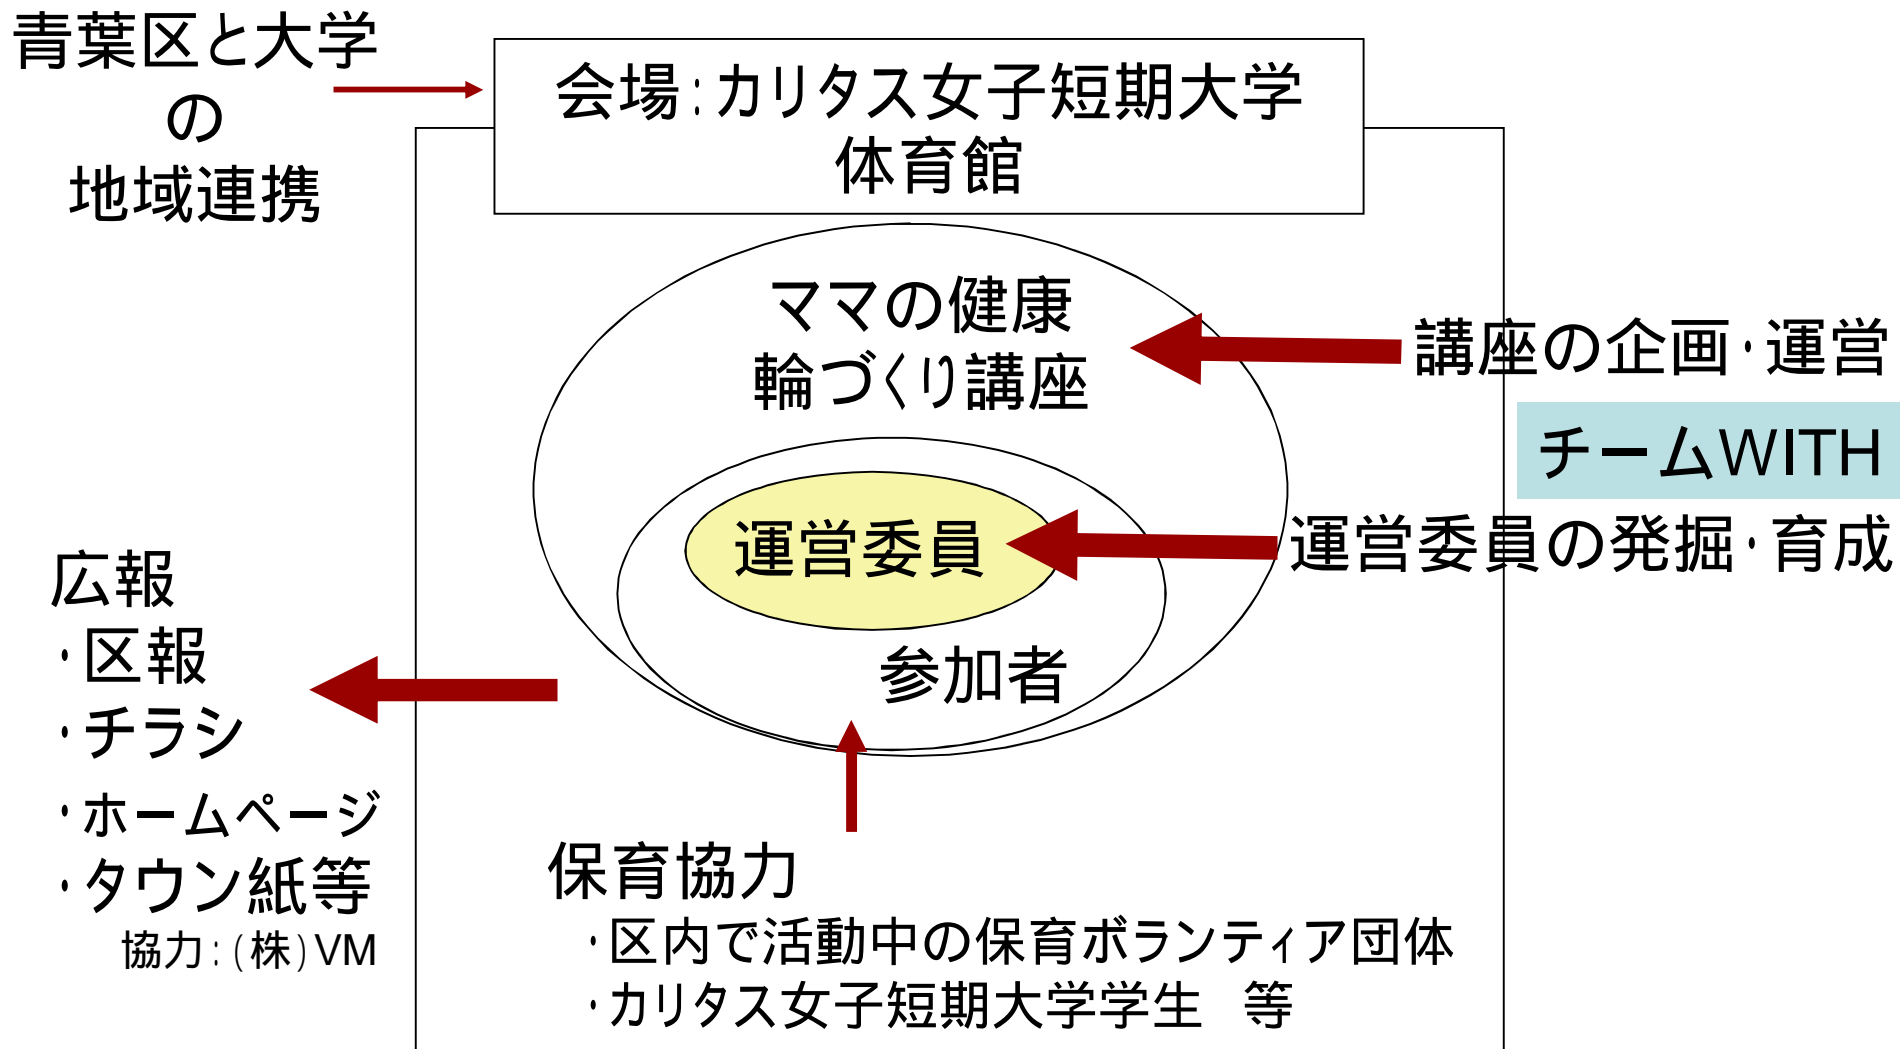 青葉区と大学
の
地域連携
会場：カリタス女子短期大学
体育館
ママの健康
輪づくり講座
講座の企画・運営
チームWITH
運営委員
運営委員の発掘・育成
参加者
広報
・区報
・チラシ
・ホームページ
・タウン紙等
協力：（株）VM
保育協力
・区内で活動中の保育ボランティア団体
・カリタス女子短期大学学生　等